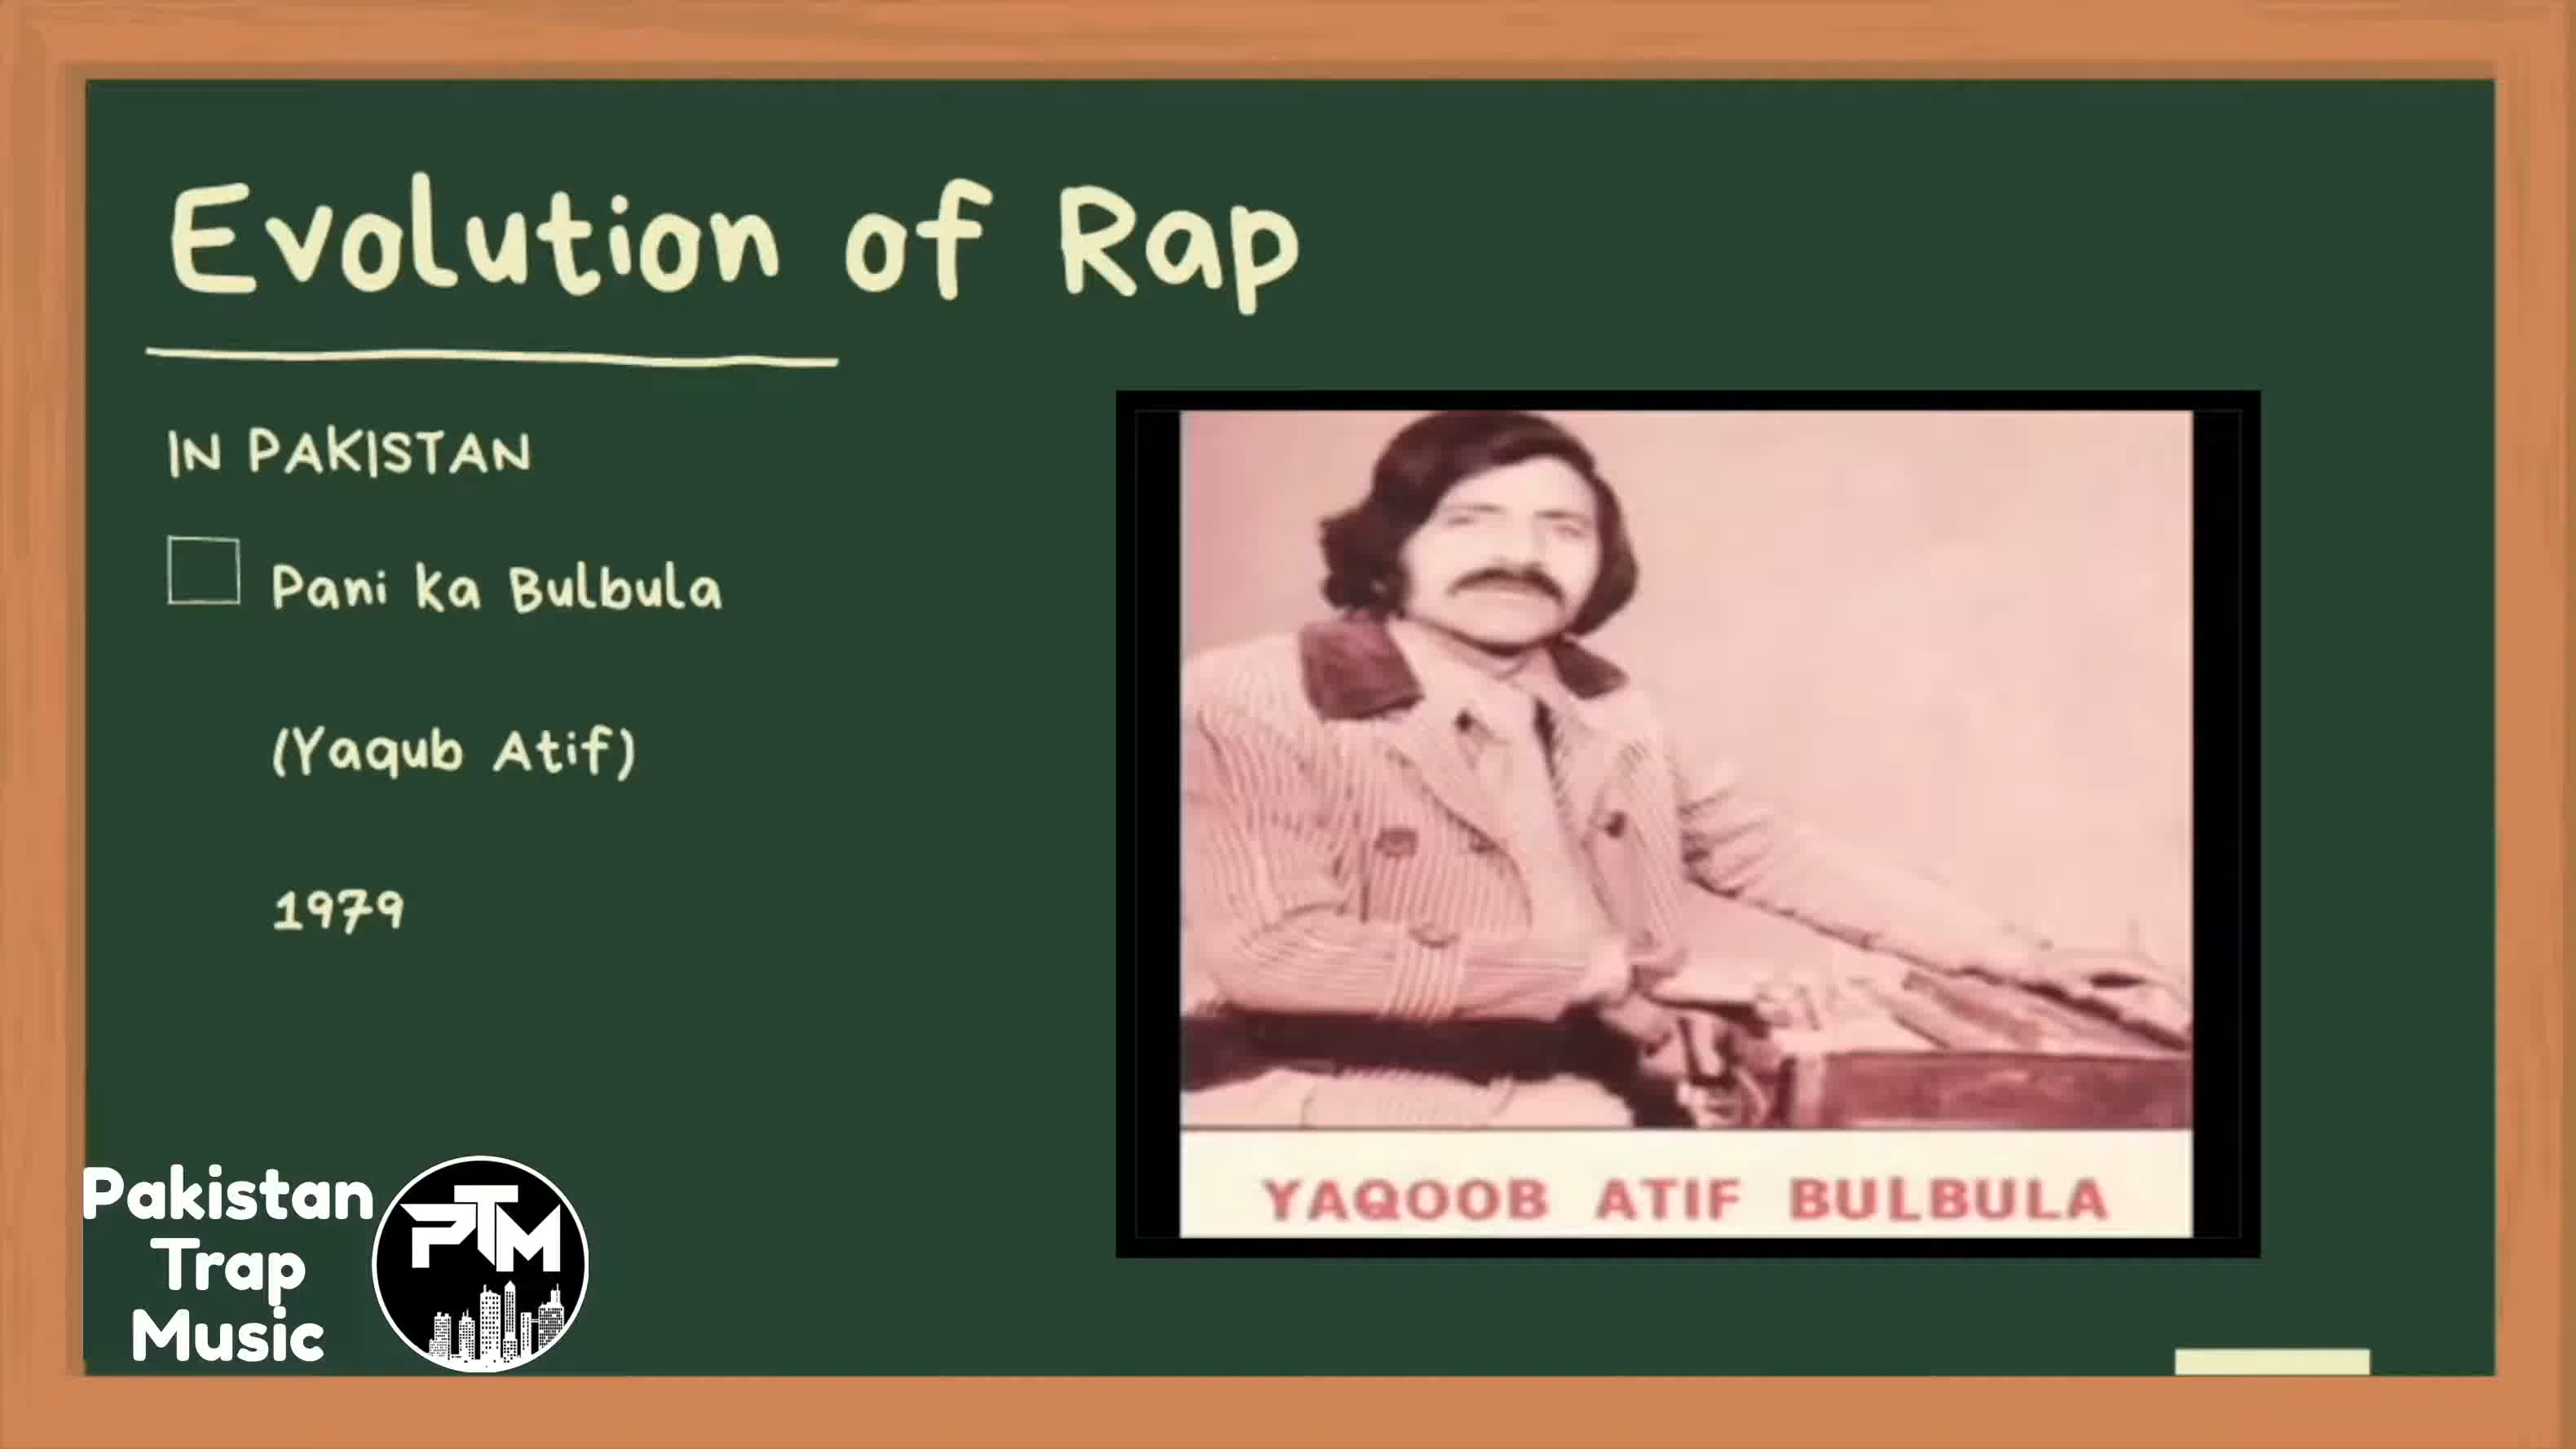 Evolution of Rap
IN PAKISTAN
Pani ka Bulbula
(Yaqub Atif)
1979
YAQOOB ATIF BULBULA
Pakistan
Trap
Music
PTM